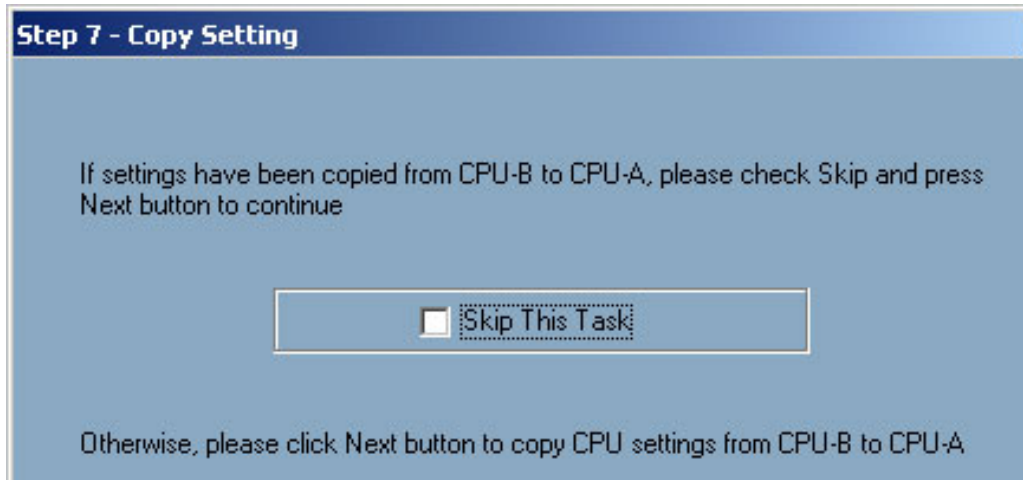 Step 7 - Copy Setting
If settings have been copied from CPU-B to CPU-A, please check Skip and press
Next button to continue
Skip This Task
Otherwise, please click Next button to copy CPU settings from CPU-B to CPU-A